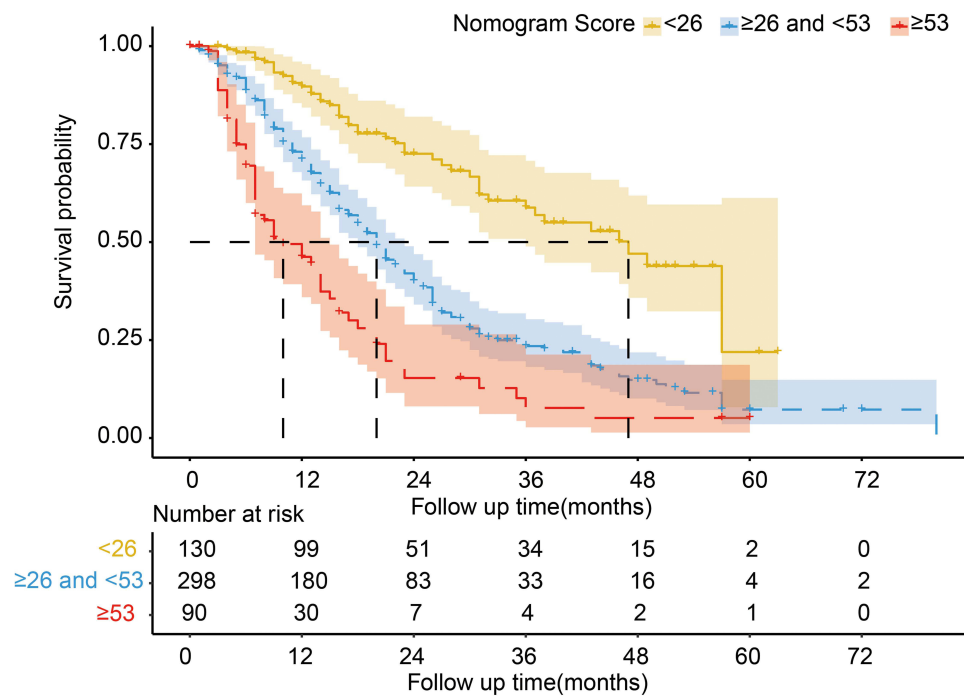 Nomogram Score <26 ≥26 and <53 ≥53
1.00
0.75
0.50
0.25
0.00
Survival probability
0 12 24 36 48 60 72
Follow up time(months)
Number at risk
<26 130 99 51 34 15 2 0
≥26 and <53 298 180 83 33 16 4 2
≥53 90 30 7 4 2 1 0
0 12 24 36 48 60 72
Follow up time(months)